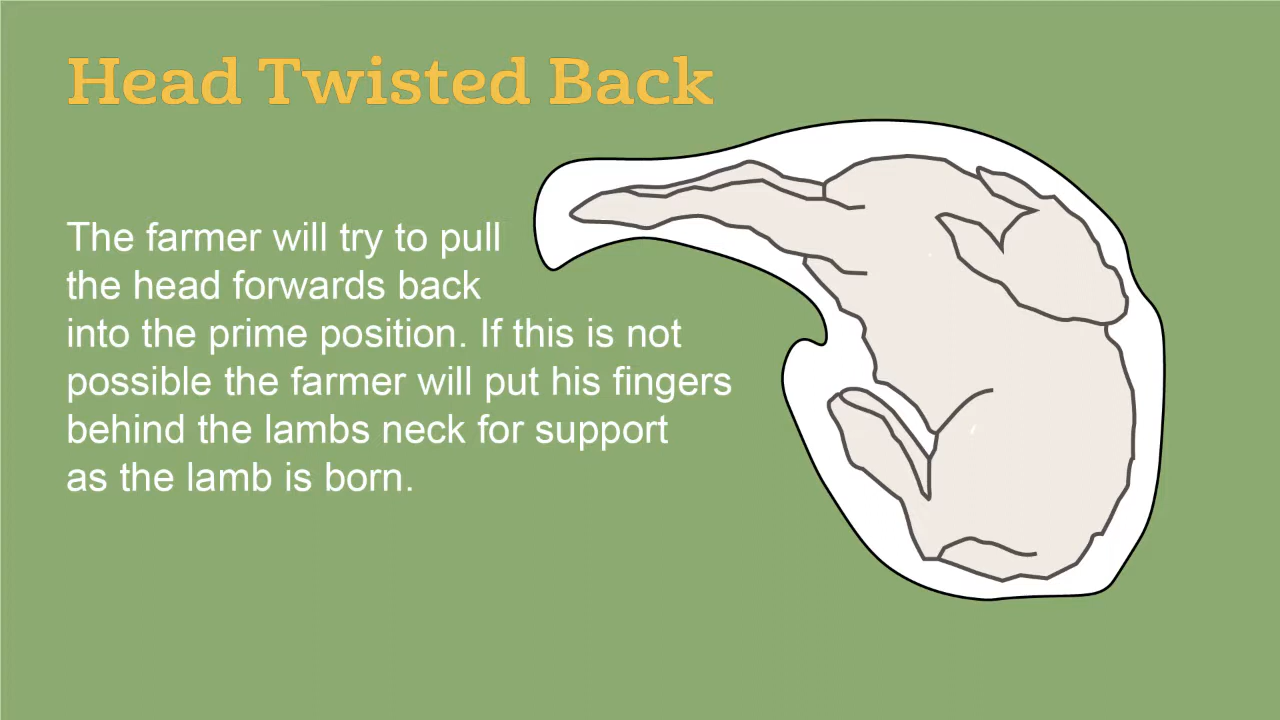 Head Twisted Back
The farmer will try to pull
the head forwards back
into the prime position. If this is not
possible the farmer will put his fingers
behind the lambs neck for support
as the lamb is born.